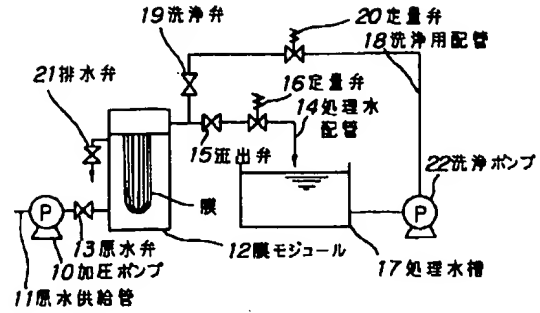 19洗浄弁
20定量弁
18洗浄用配管
21排水弁
16定量弁
14処理水
配管
15流出弁
22洗浄ポンプ
膜
P
P
13原水弁
12膜モジュール
10加圧ポンプ
17処理水槽
11原水供給管